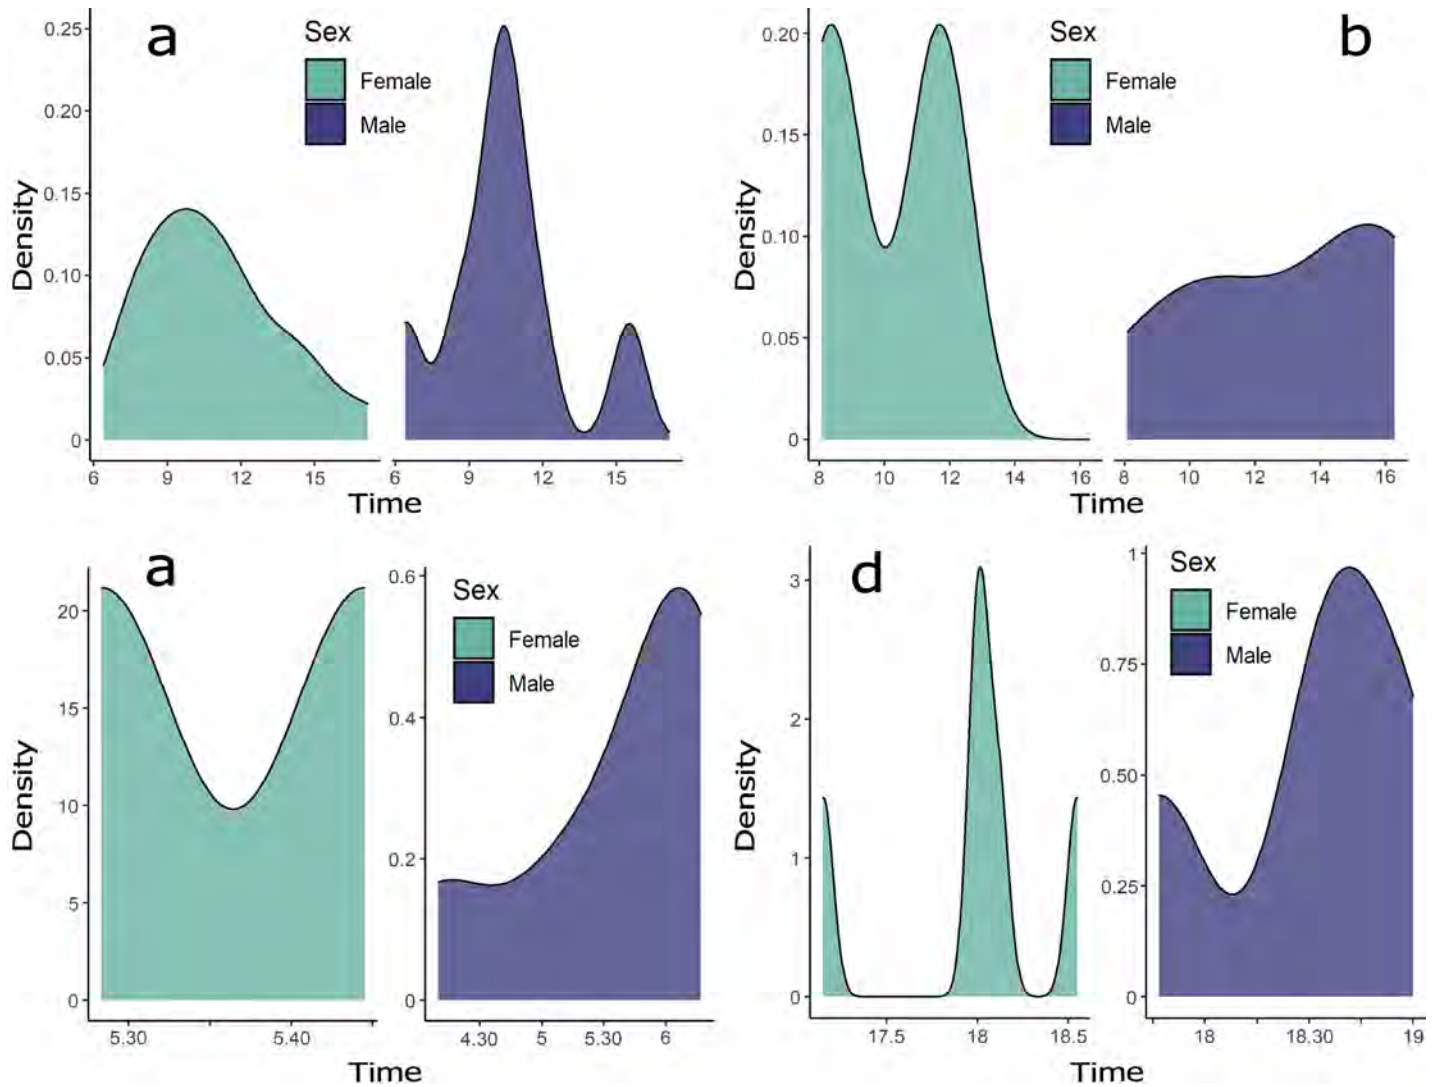 a
Sex
Female
Male
Density
0.25
0.20
0.15
0.10
0.05
0
6 9 12 15
6 9 12 15
Time
b
Sex
Female
Male
Density
0.20
0.15
0.10
0.05
0
8 10 12 14 16
8 10 12 14 16
Time
a
Sex
Female
Male
Density
20
15
10
5
0
5.30 5.40
0.6
0.4
0.2
0
4.30 5 5.30 6
Time
d
Sex
Female
Male
Density
3
2
1
0
17.5 18 18.5
1
0.75
0.50
0.25
0
18 18.30 19
Time